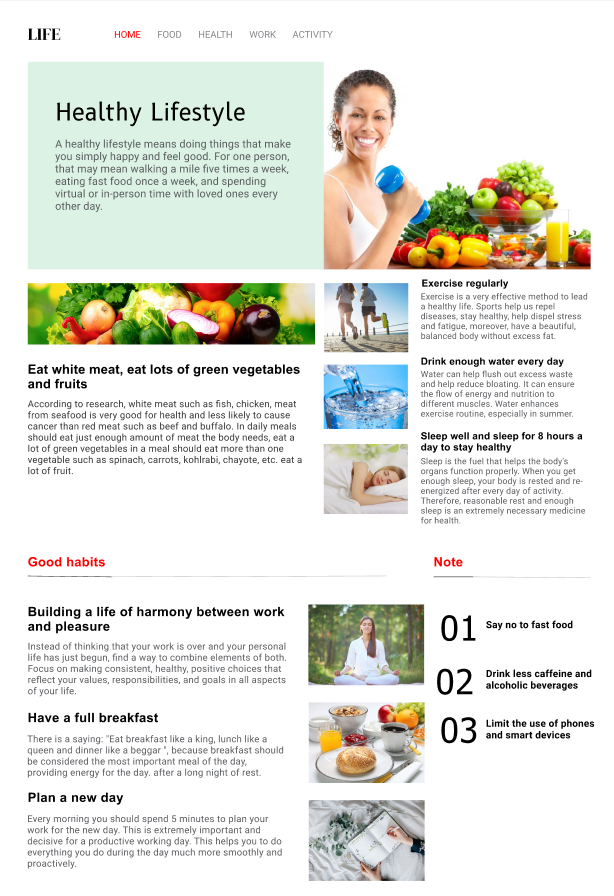 LIFE
HOME FOOD HEALTH WORK ACTIVITY
Healthy Lifestyle
A healthy lifestyle means doing things that make
you simply happy and feel good. For one person,
that may mean walking a mile five times a week,
eating fast food once a week, and spending
virtual or in-person time with loved ones every
other day.
Eat white meat, eat lots of green vegetables
and fruits
According to research, white meat such as fish, chicken, meat
from seafood is very good for health and less likely to cause
cancer than red meat such as beef and buffalo. In daily meals
should eat just enough amount of meat the body needs, eat a
lot of green vegetables in a meal should eat more than one
vegetable such as spinach, carrots, kohlrabi, chayote, etc. eat a
lot of fruit.
Exercise regularly
Exercise is a very effective method to lead
a healthy life. Sports help us repel
diseases, stay healthy, help dispel stress
and fatigue, moreover, have a beautiful,
balanced body without excess fat.
Drink enough water every day
Water can help flush out excess waste
and help reduce bloating. It can ensure
the flow of energy and nutrition to
different muscles. Water enhances
exercise routine, especially in summer.
Sleep well and sleep for 8 hours a
day to stay healthy
Sleep is the fuel that helps the body's
organs function properly. When you get
enough sleep, your body is rested and re-
energized after every day of activity.
Therefore, reasonable rest and enough
sleep is an extremely necessary medicine
for health.
Good habits
Building a life of harmony between work
and pleasure
Instead of thinking that your work is over and your personal
life has just begun, find a way to combine elements of both.
Focus on making consistent, healthy, positive choices that
reflect your values, responsibilities, and goals in all aspects
of your life.
Have a full breakfast
There is a saying: "Eat breakfast like a king, lunch like a
queen and dinner like a beggar ", because breakfast should
be considered the most important meal of the day,
providing energy for the day. after a long night of rest.
Plan a new day
Every morning you should spend 5 minutes to plan your
work for the new day. This is extremely important and
decisive for a productive working day. This helps you to do
everything you do during the day much more smoothly and
proactively.
Note
01 Say no to fast food
02 Drink less caffeine and
alcoholic beverages
03 Limit the use of phones
and smart devices